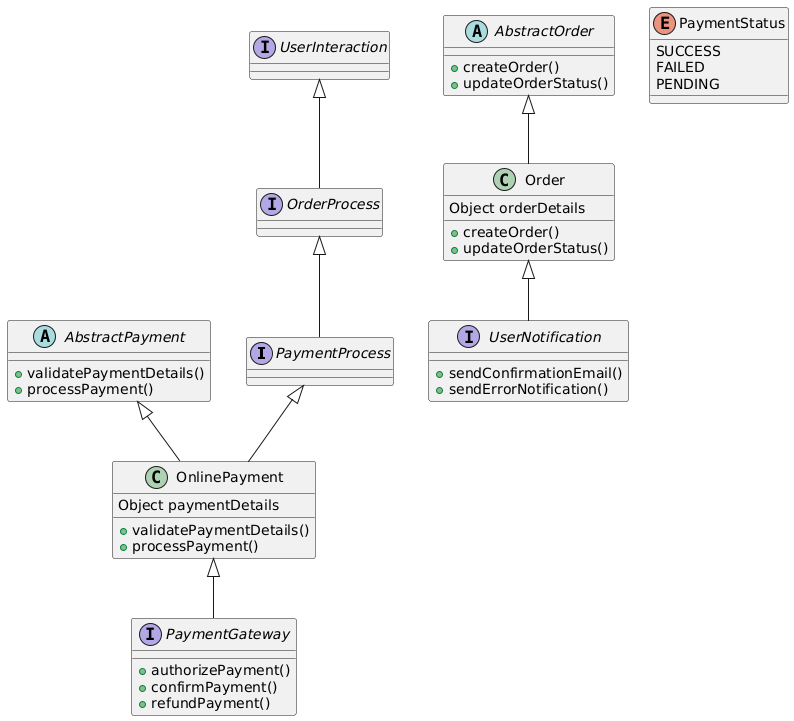 I UserInteraction
A AbstractOrder
createOrder()
updateOrderStatus()
E PaymentStatus
SUCCESS
FAILED
PENDING
I OrderProcess
C Order
Object orderDetails
createOrder()
updateOrderStatus()
A AbstractPayment
validatePaymentDetails()
processPayment()
I PaymentProcess
I UserNotification
sendConfirmationEmail()
sendErrorNotification()
C OnlinePayment
Object paymentDetails
validatePaymentDetails()
processPayment()
I PaymentGateway
authorizePayment()
confirmPayment()
refundPayment()